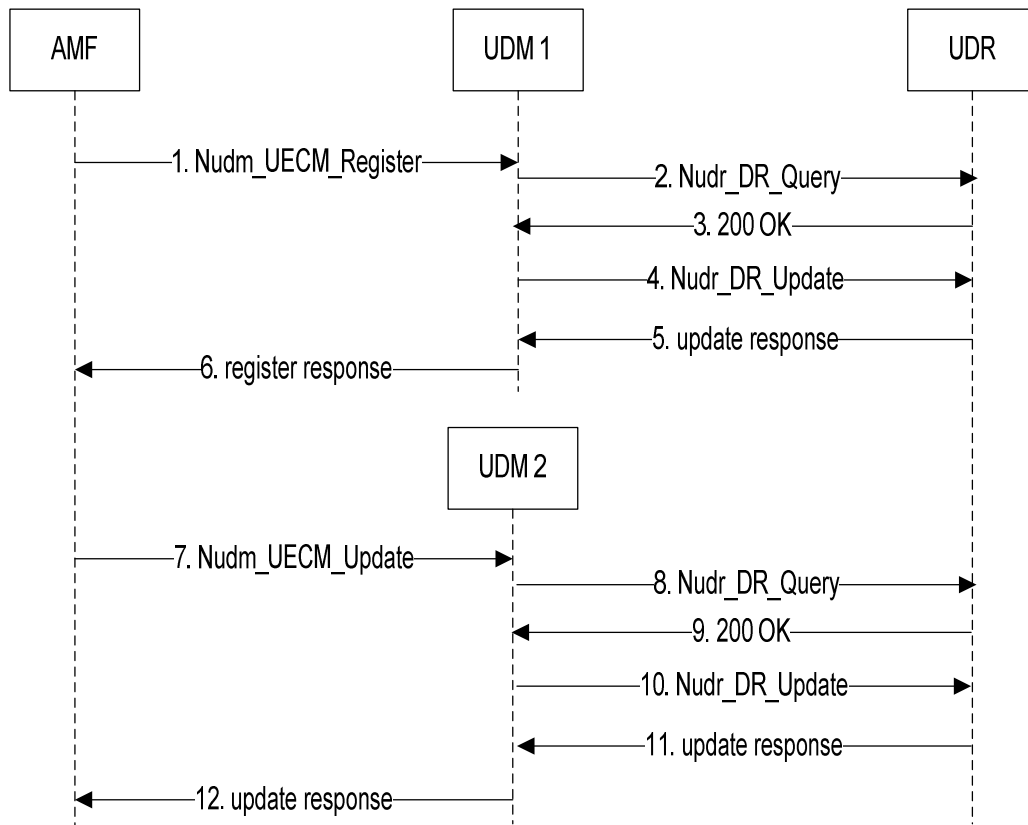 AMF
UDM 1
UDR
1. Nudm_UECM_Register
2. Nudr_DR_Query
3. 200 OK
4. Nudr_DR_Update
5. update response
6. register response
UDM 2
7. Nudm_UECM_Update
8. Nudr_DR_Query
9. 200 OK
10. Nudr_DR_Update
11. update response
12. update response